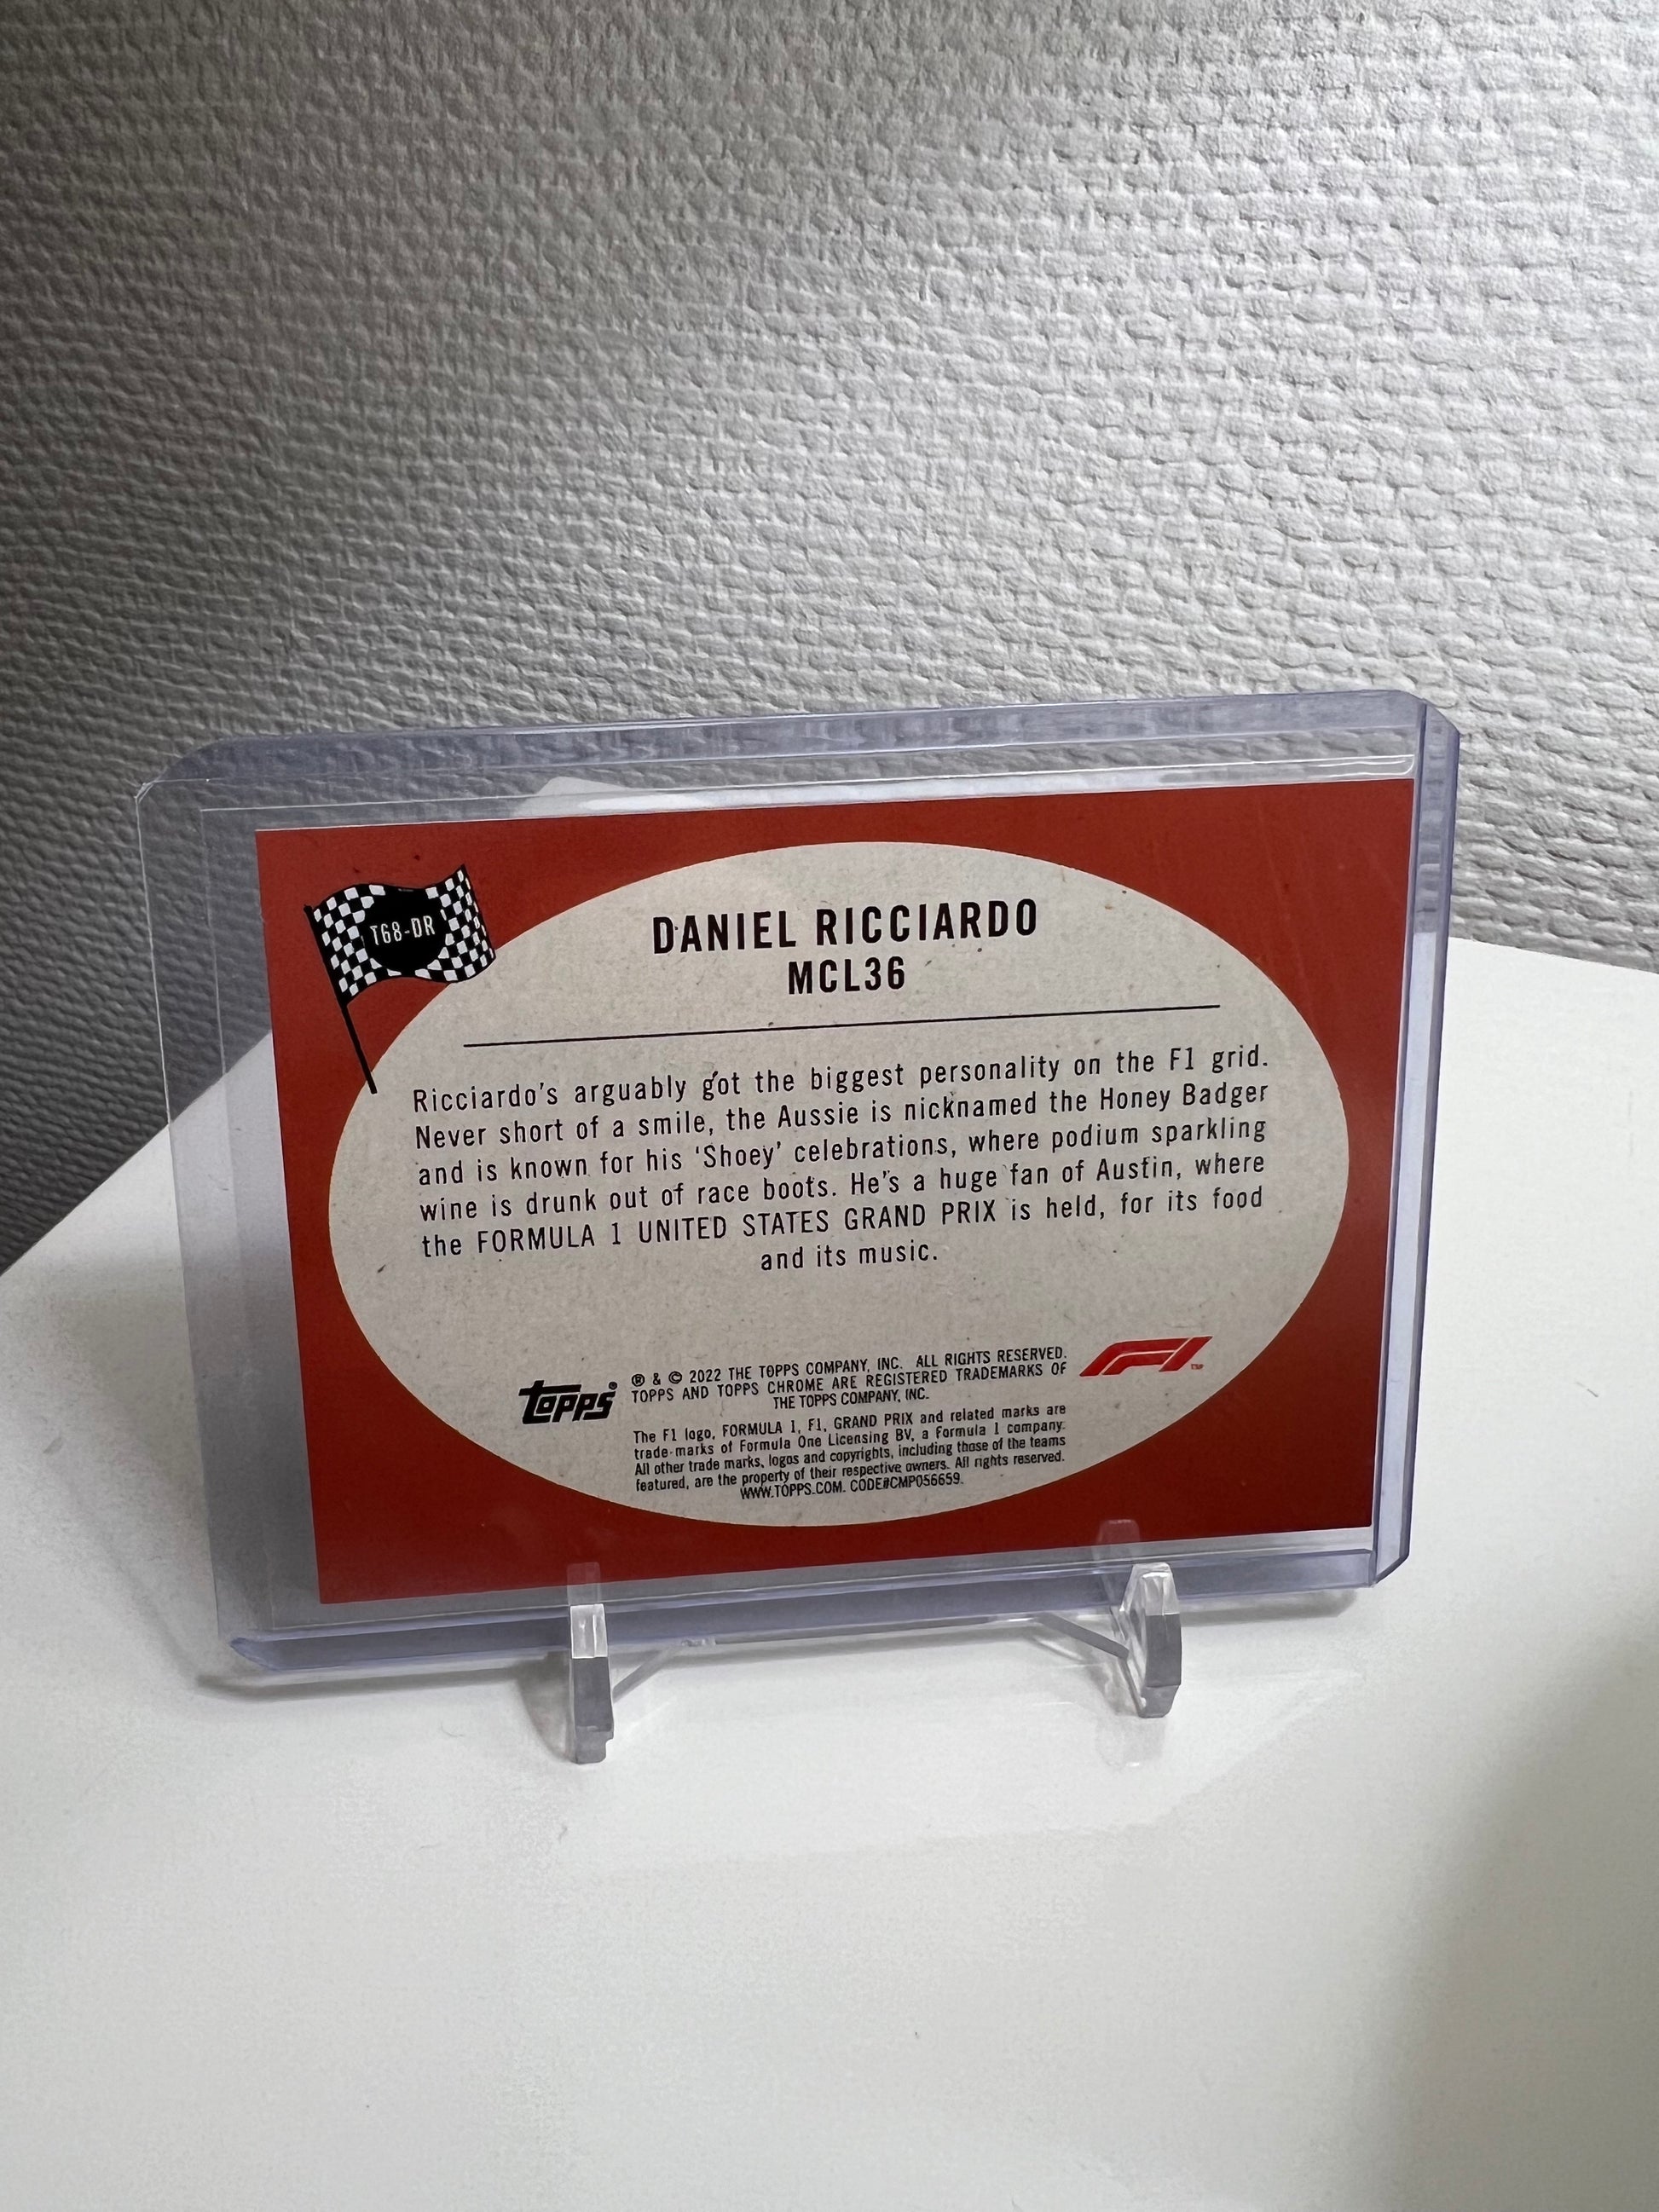 T68-DR
DANIEL RICCIARDO
MCL36
Ricciardo's arguably got the biggest personality on the F1 grid.
Never short of a smile, the Aussie is nicknamed the Honey Badger
and is known for his ‘Shoey’ celebrations, where podium sparkling
wine is drunk out of race boots. He's a huge fan of Austin, where
the FORMULA 1 UNITED STATES GRAND PRIX is held, for its food
and its music.
topps®
® & © 2022 THE TOPPS COMPANY, INC. ALL RIGHTS RESERVED.
TOPPS AND TOPPS CHROME ARE REGISTERED TRADEMARKS OF
THE TOPPS COMPANY, INC.
F1 ™
The F1 logo, FORMULA 1, F1, GRAND PRIX and related marks are
trade marks of Formula One Licensing BV, a Formula 1 company.
All other trade marks, logos and copyrights, including those of the teams
featured, are the property of their respective owners. All rights reserved.
WWW.TOPPS.COM. CODE#CMP056659.